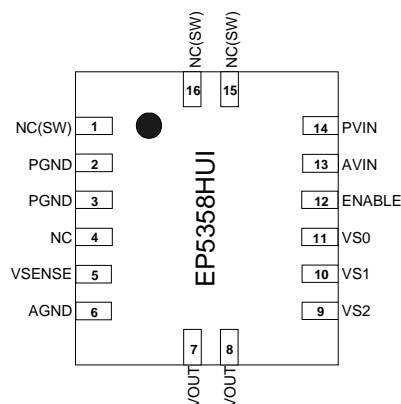 NC(SW)
NC(SW)
16
15
NC(SW)
1
14
PVIN
PGND
2
13
AVIN
PGND
3
12
ENABLE
NC
4
11
VS0
VSENSE
5
10
VS1
AGND
6
9
VS2
EP5358HUI
7
8
VOUT
VOUT